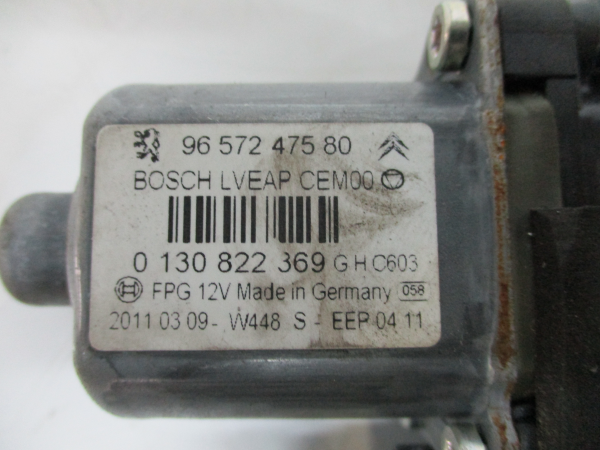 96 572 475 80
BOSCH LVEAP CEM00
0 130 822 369 G.H.C603
FPG 12V Made in Germany 058
2011 03 09- W448 S - EEP 04 11